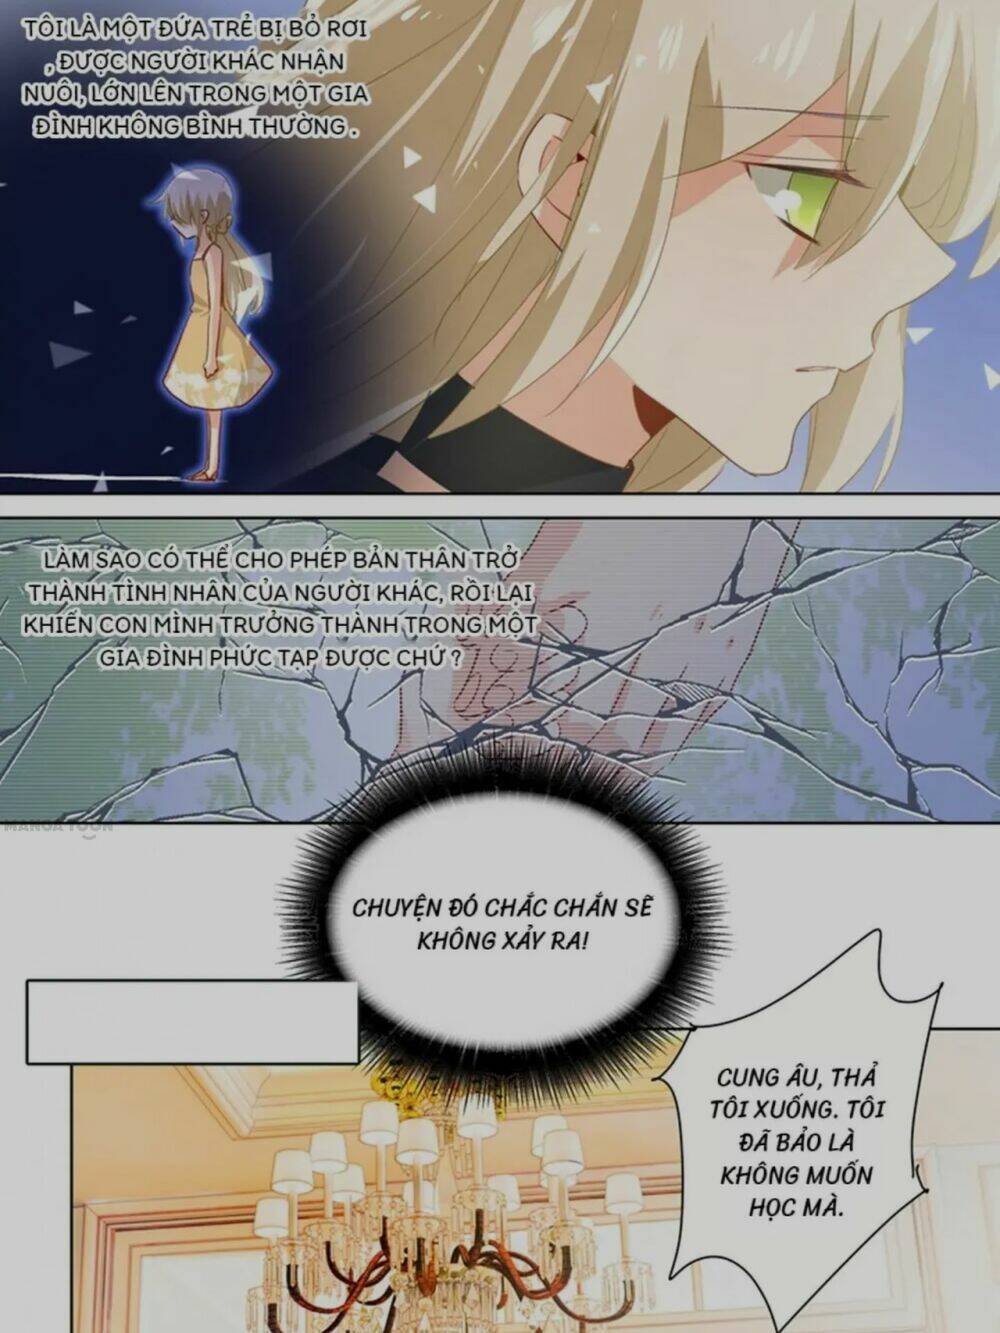 TÔI LÀ MỘT ĐỨA TRẺ BỊ BỎ RƠI
, ĐƯỢC NGƯỜI KHÁC NHẬN
NUÔI, LỚN LÊN TRONG MỘT GIA
ĐÌNH KHÔNG BÌNH THƯỜNG .
LÀM SAO CÓ THỂ CHO PHÉP BẢN THÂN TRỞ
THÀNH TÌNH NHÂN CỦA NGƯỜI KHÁC, RỒI LẠI
KHIẾN CON MÌNH TRƯỞNG THÀNH TRONG MỘT
GIA ĐÌNH PHỨC TẠP ĐƯỢC CHỨ ?
MANGA TOON
CHUYỆN ĐÓ CHẮC CHẮN SẼ
KHÔNG XẢY RA!
CUNG ÂU, THẢ
TÔI XUỐNG. TÔI
ĐÃ BẢO LÀ
KHÔNG MUỐN
HỌC MÀ.